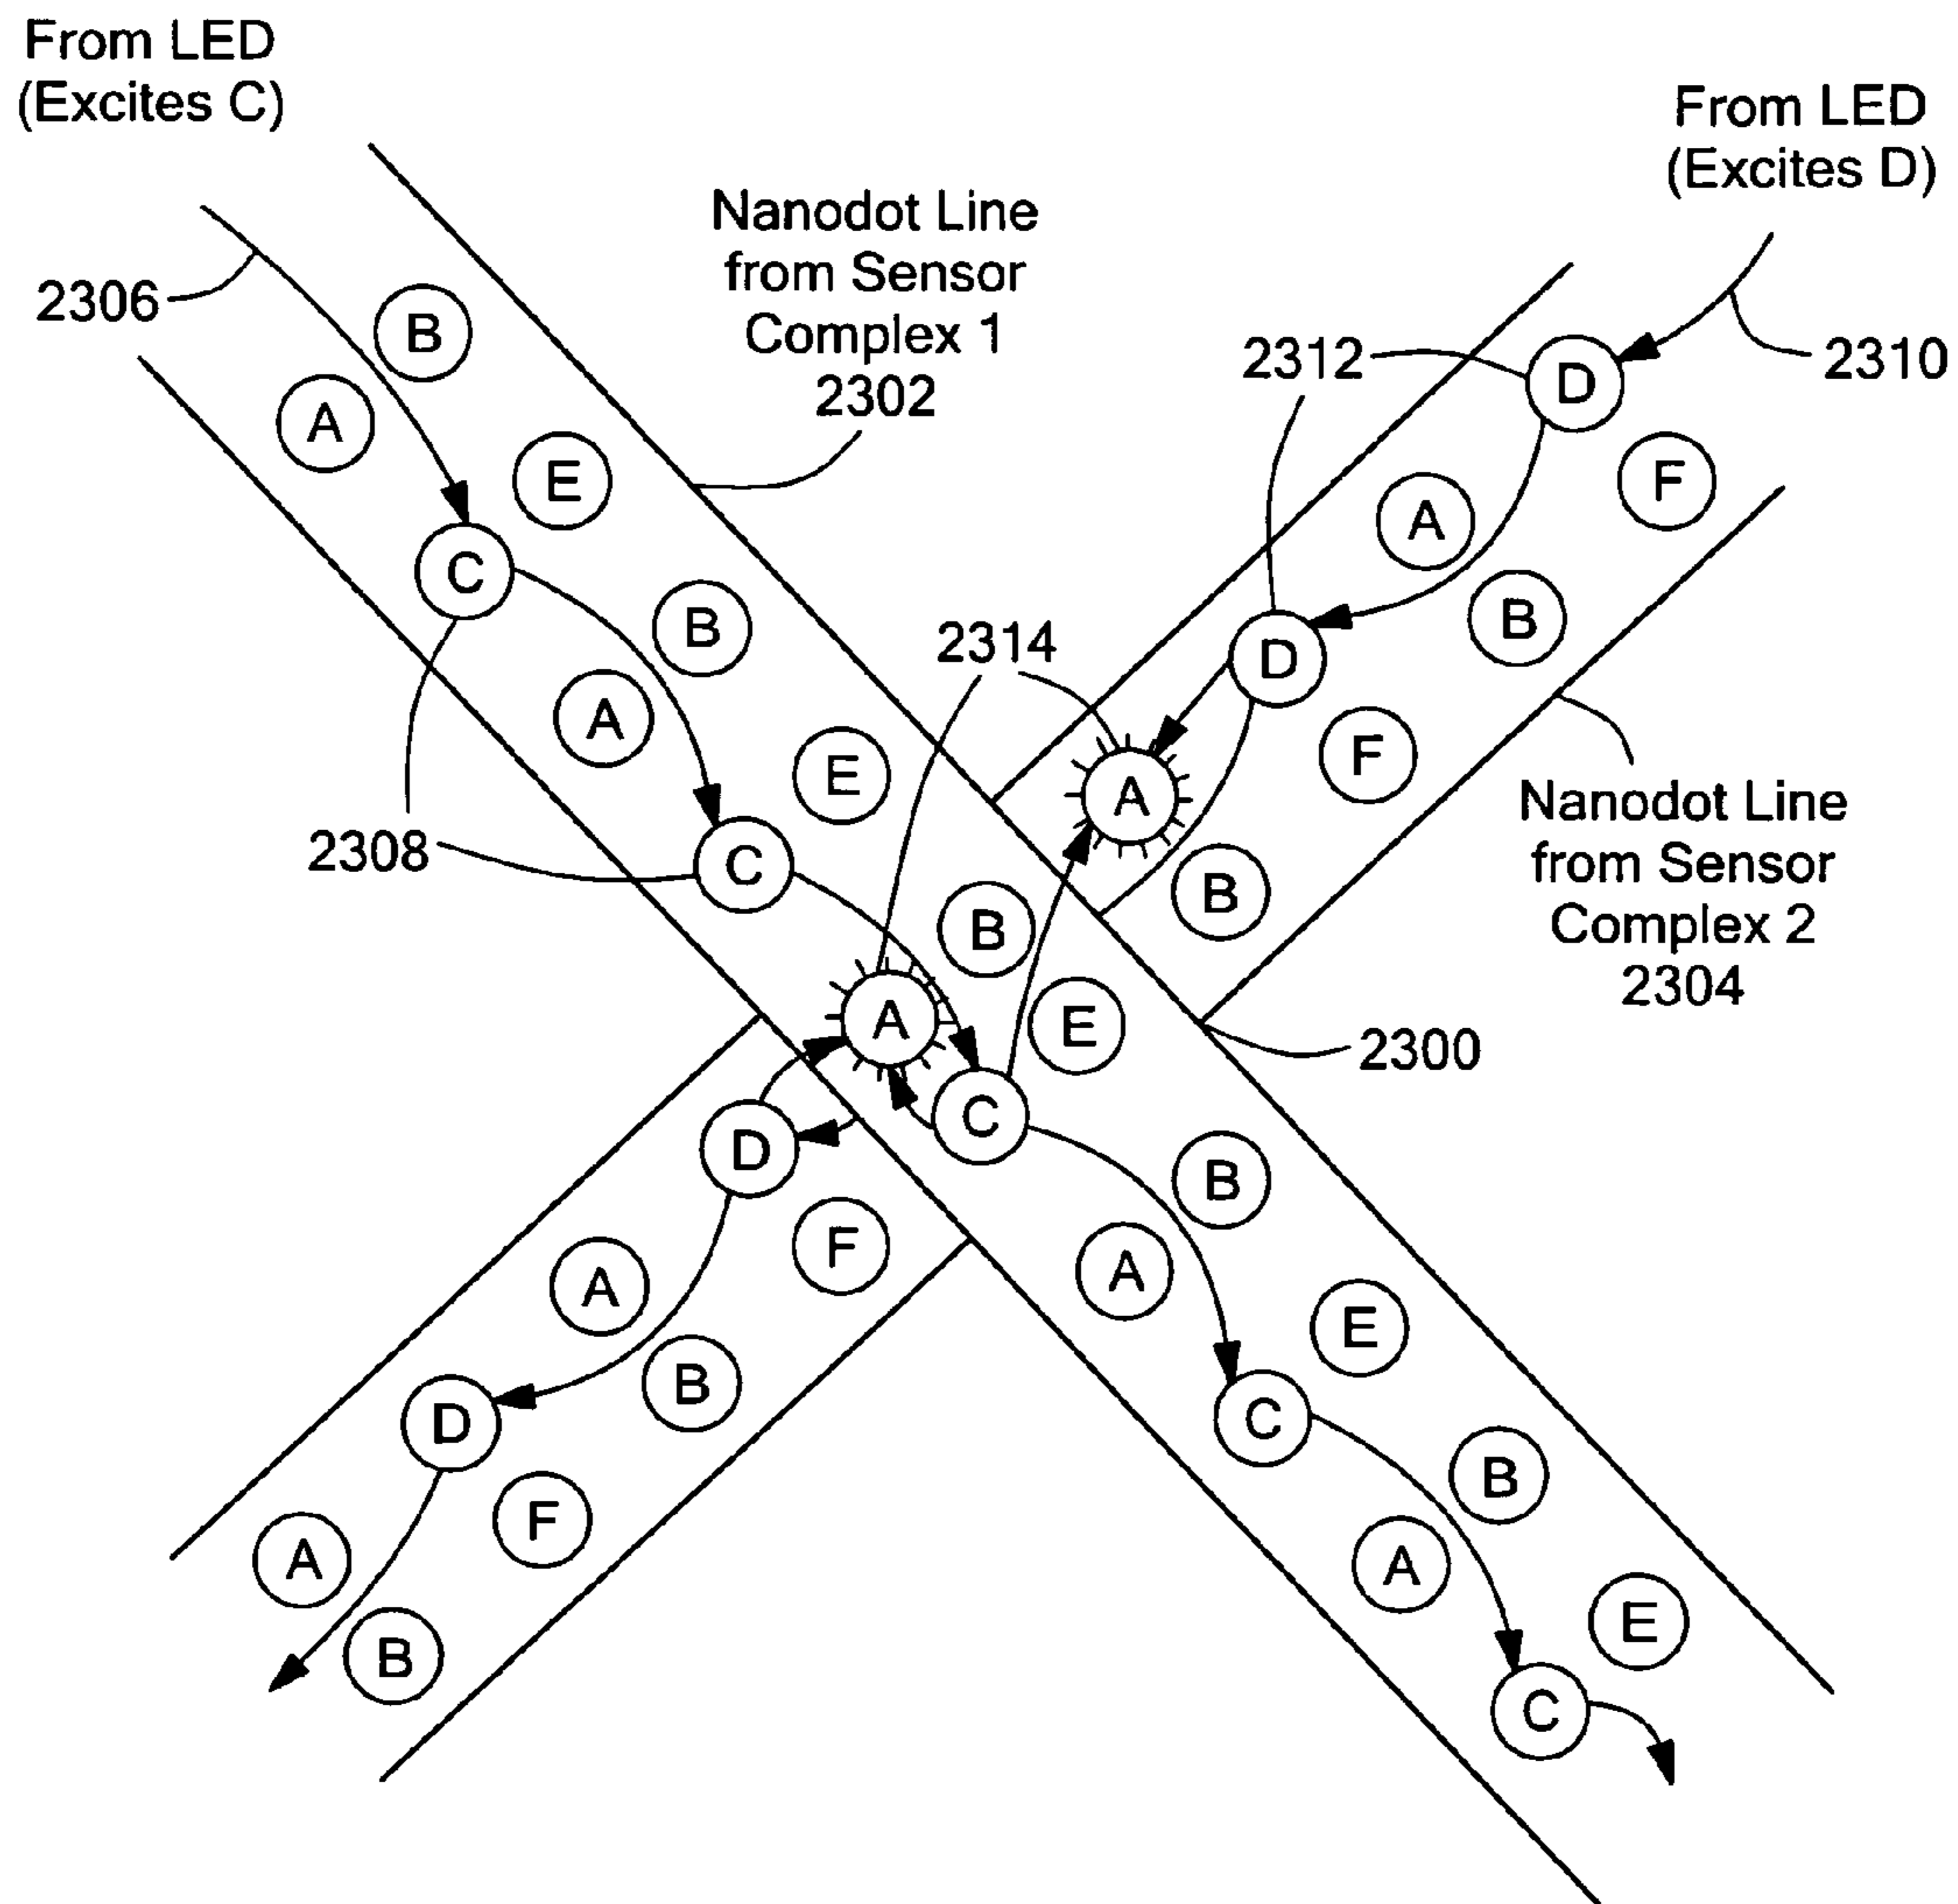 From LED
(Excites C)
From LED
(Excites D)
Nanodot Line
from Sensor
Complex 1
2302
2306
B
2312
D
2310
A
E
F
A
C
B
B
2314
D
A
F
E
A
Nanodot Line
from Sensor
Complex 2
2304
2308
C
B
B
A
E
2300
D
C
B
F
A
A
E
B
D
C
B
F
A
A
E
B
C